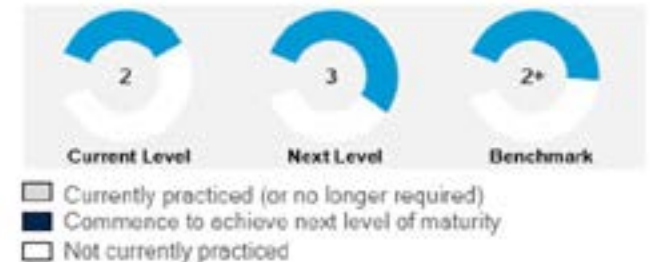 2 3 2+
Current Level Next Level Benchmark
Currently practiced (or no longer required)
Commence to achieve next level of maturity
Not currently practiced